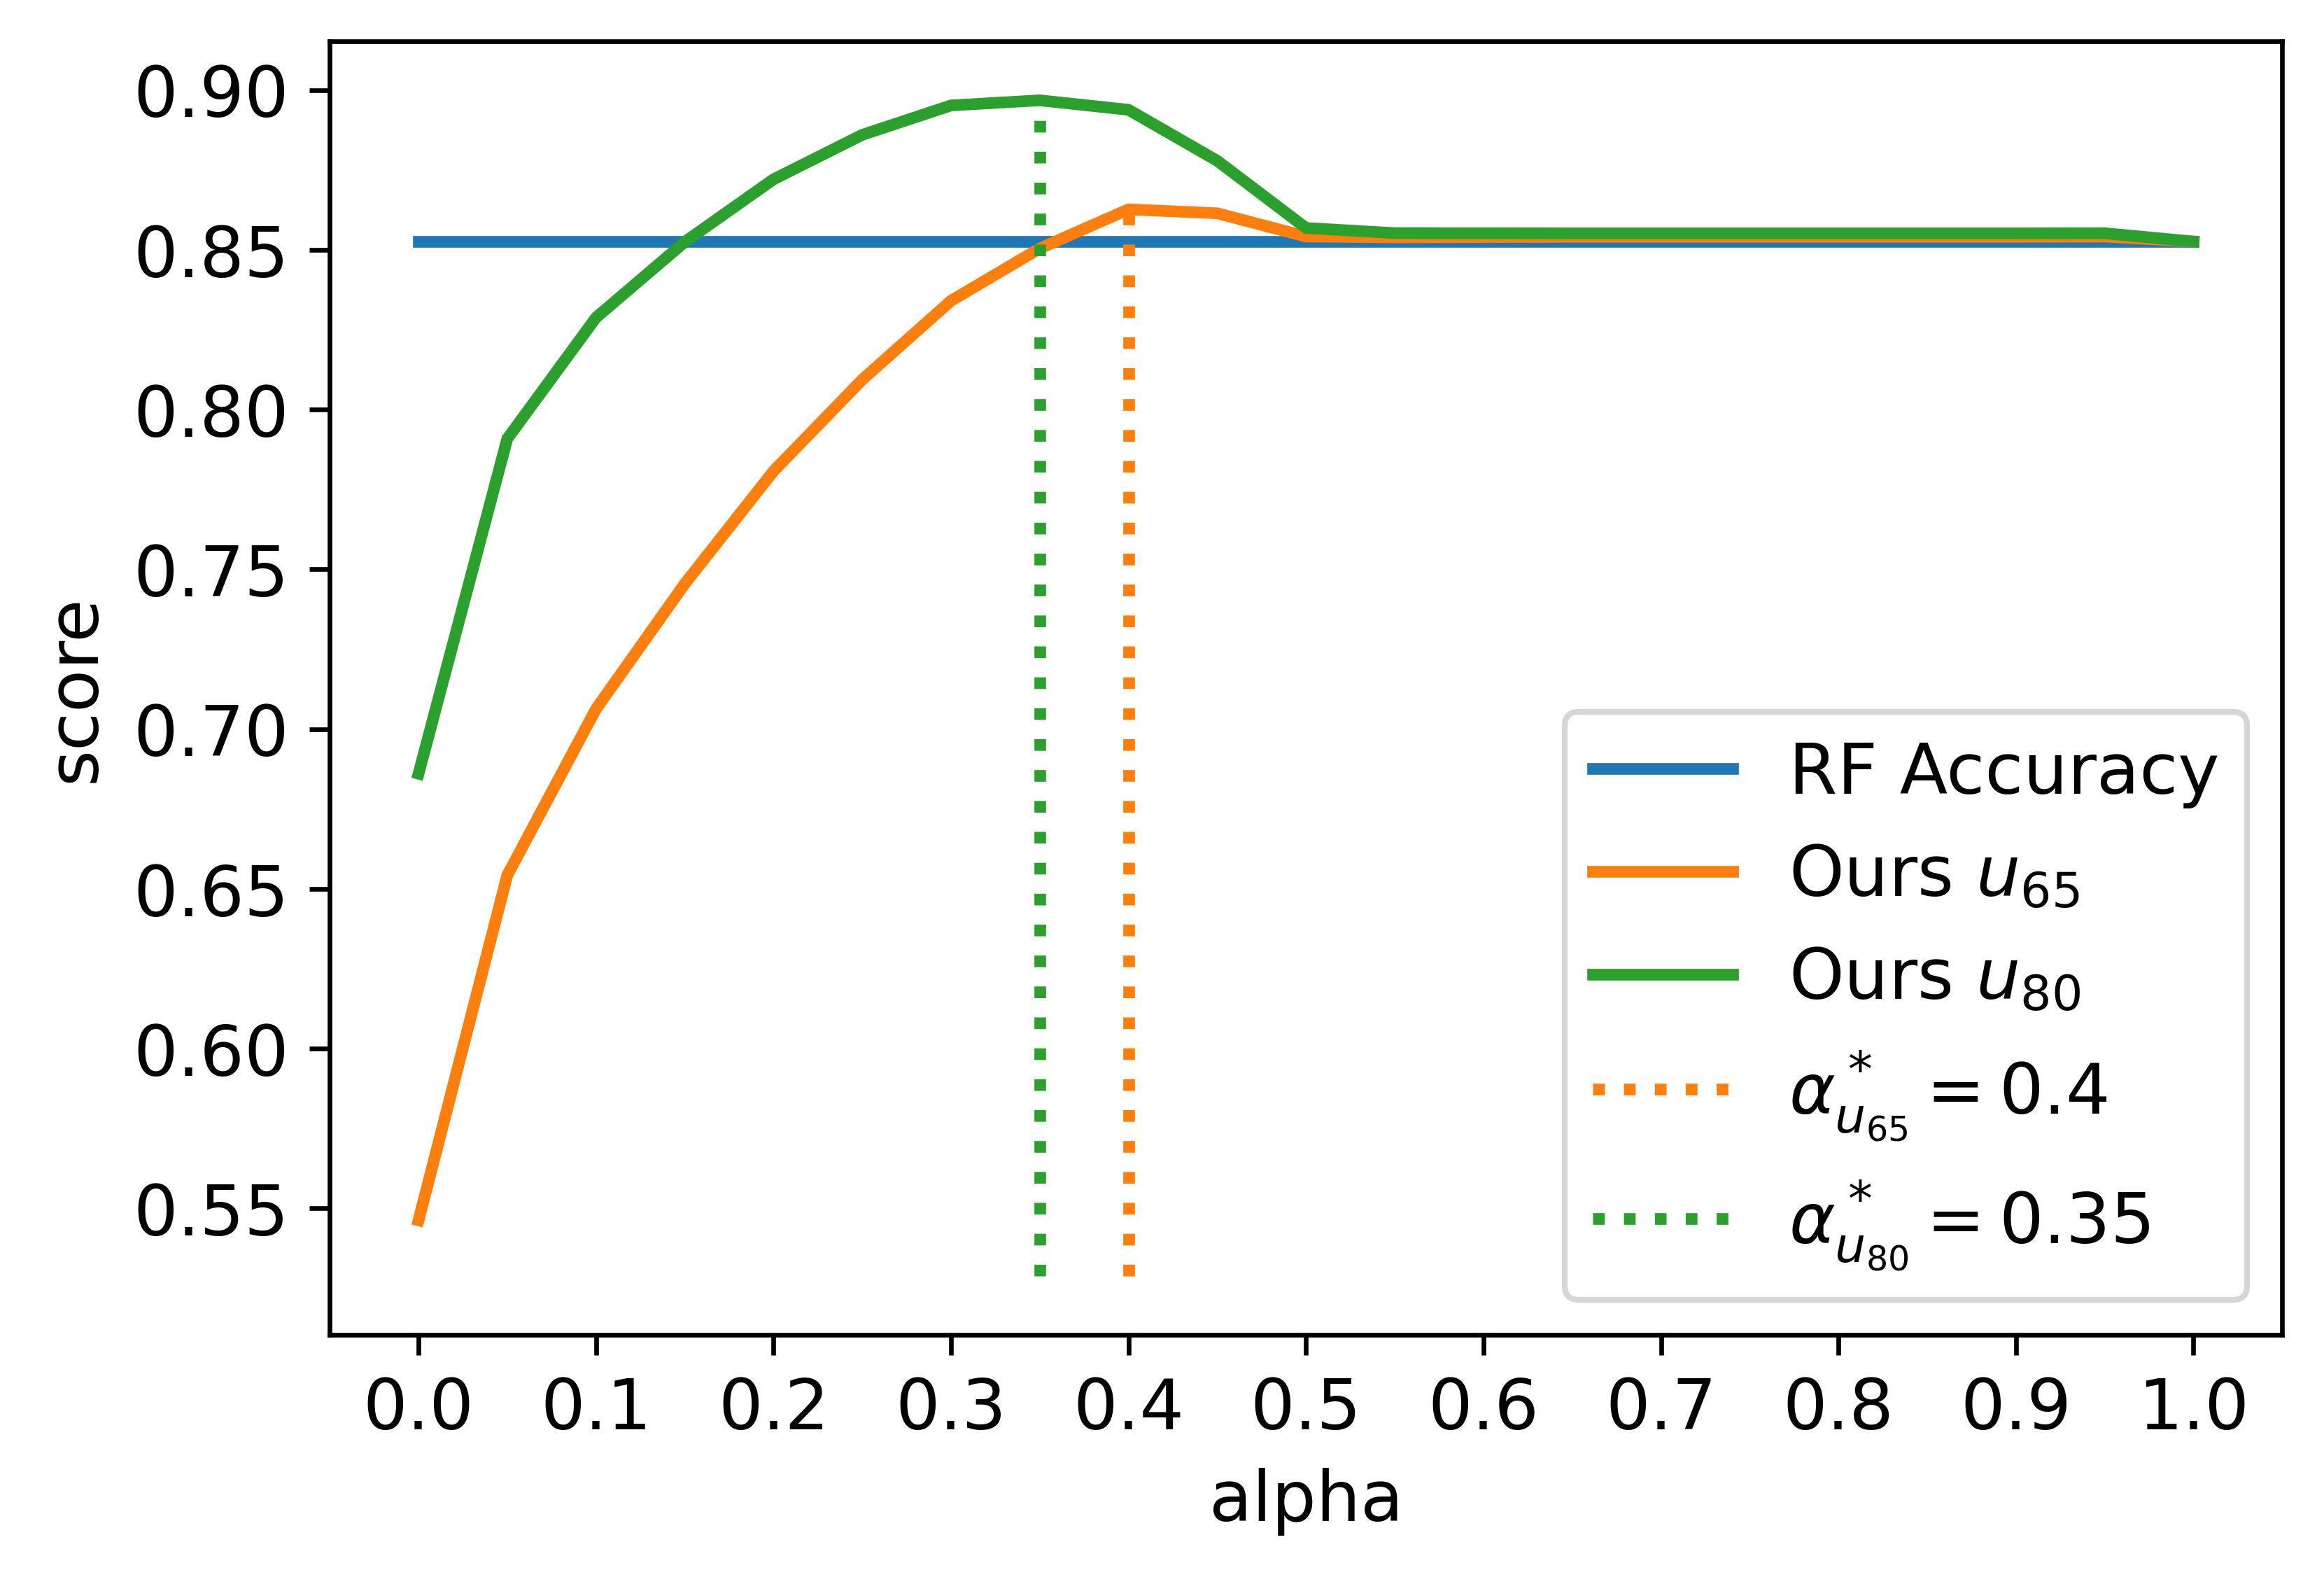 0.90
0.85
0.80
0.75
0.70
0.65
0.60
0.55
score
0.0 0.1 0.2 0.3 0.4 0.5 0.6 0.7 0.8 0.9 1.0
alpha
RF Accuracy
Ours u₆₅
Ours u₈₀
α*_{u₆₅} = 0.4
α*_{u₈₀} = 0.35